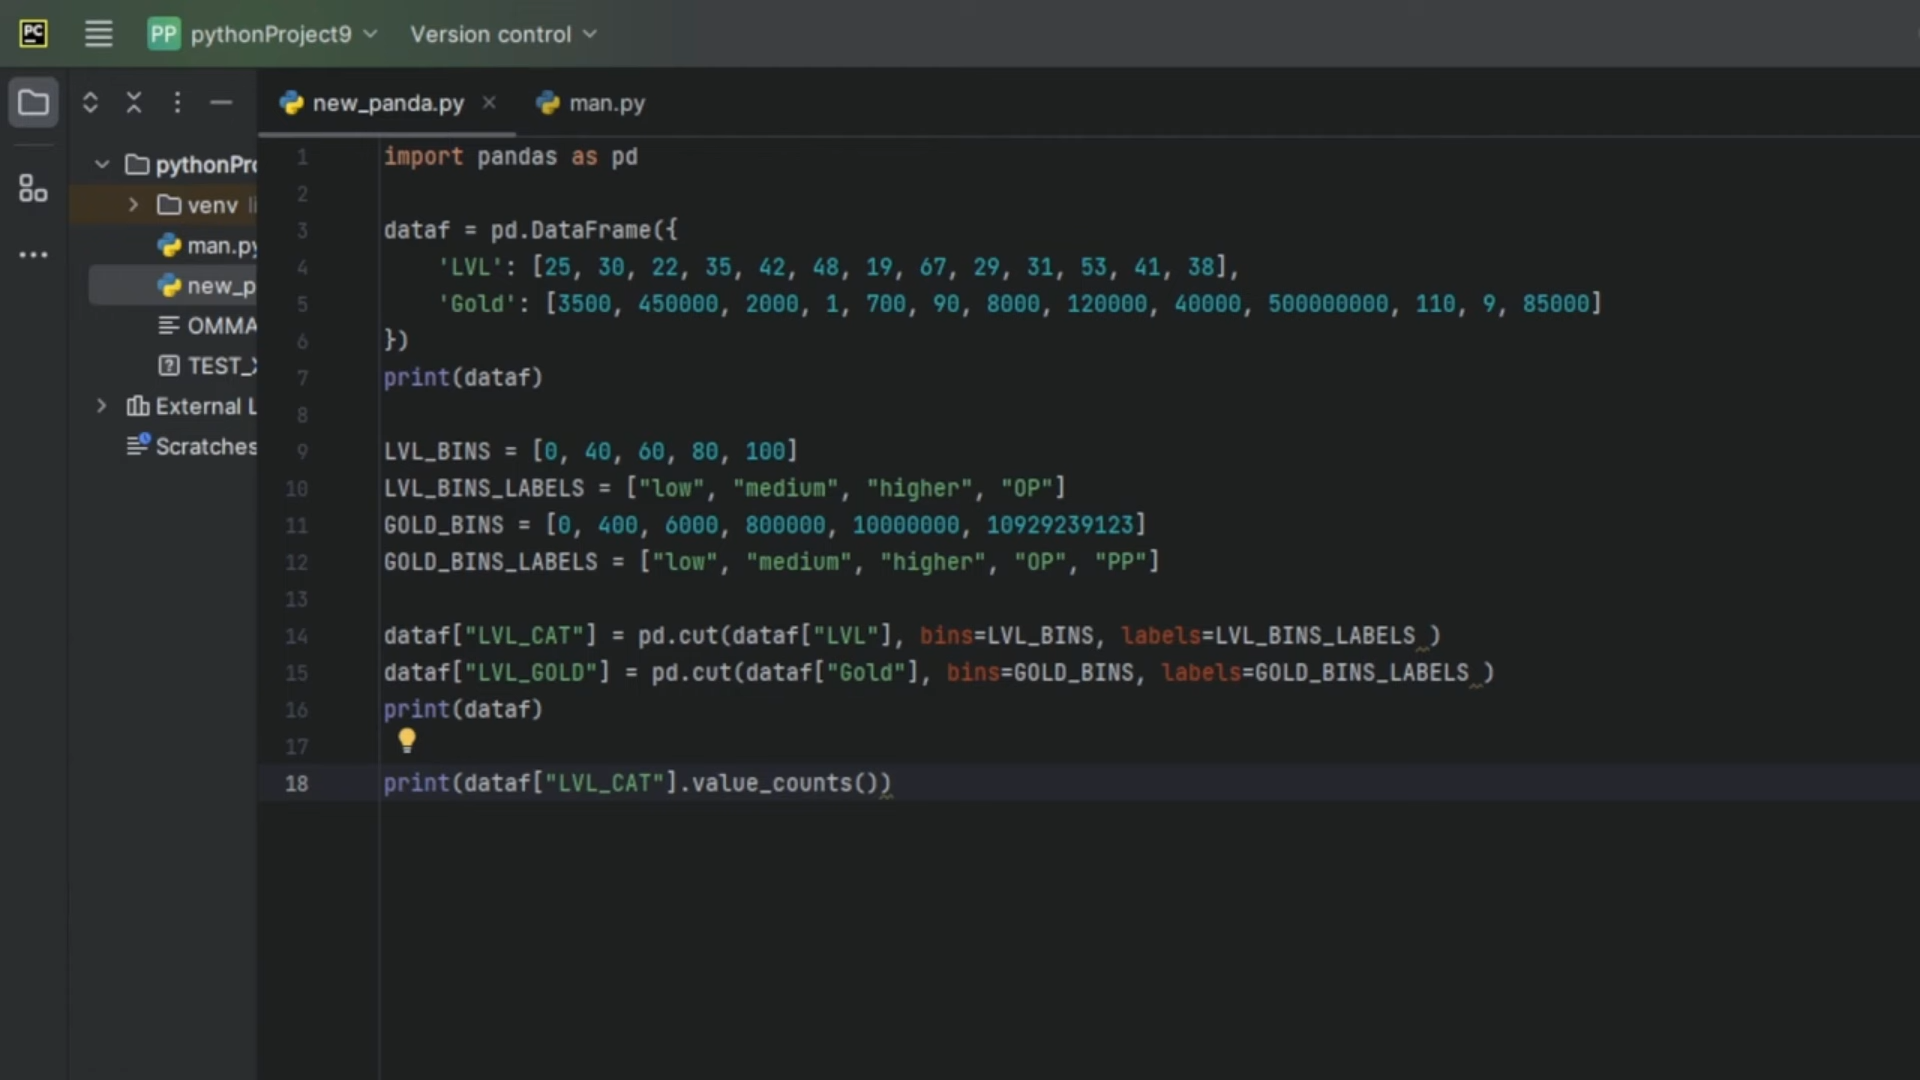 PC
PP pythonProject9 Version control
new_panda.py man.py
pythonPro
venv
man.py
new_p
OMMA
TEST_
External L
Scratches
1 import pandas as pd
2
3 dataf = pd.DataFrame({
4 'LVL': [25, 30, 22, 35, 42, 48, 19, 67, 29, 31, 53, 41, 38],
5 'Gold': [3500, 450000, 2000, 1, 700, 90, 8000, 120000, 40000, 500000000, 110, 9, 85000]
6 })
7 print(dataf)
8
9 LVL_BINS = [0, 40, 60, 80, 100]
10 LVL_BINS_LABELS = ["low", "medium", "higher", "OP"]
11 GOLD_BINS = [0, 400, 6000, 800000, 10000000, 10929239123]
12 GOLD_BINS_LABELS = ["low", "medium", "higher", "OP", "PP"]
13
14 dataf["LVL_CAT"] = pd.cut(dataf["LVL"], bins=LVL_BINS, labels=LVL_BINS_LABELS )
15 dataf["LVL_GOLD"] = pd.cut(dataf["Gold"], bins=GOLD_BINS, labels=GOLD_BINS_LABELS )
16 print(dataf)
17
18 print(dataf["LVL_CAT"].value_counts())